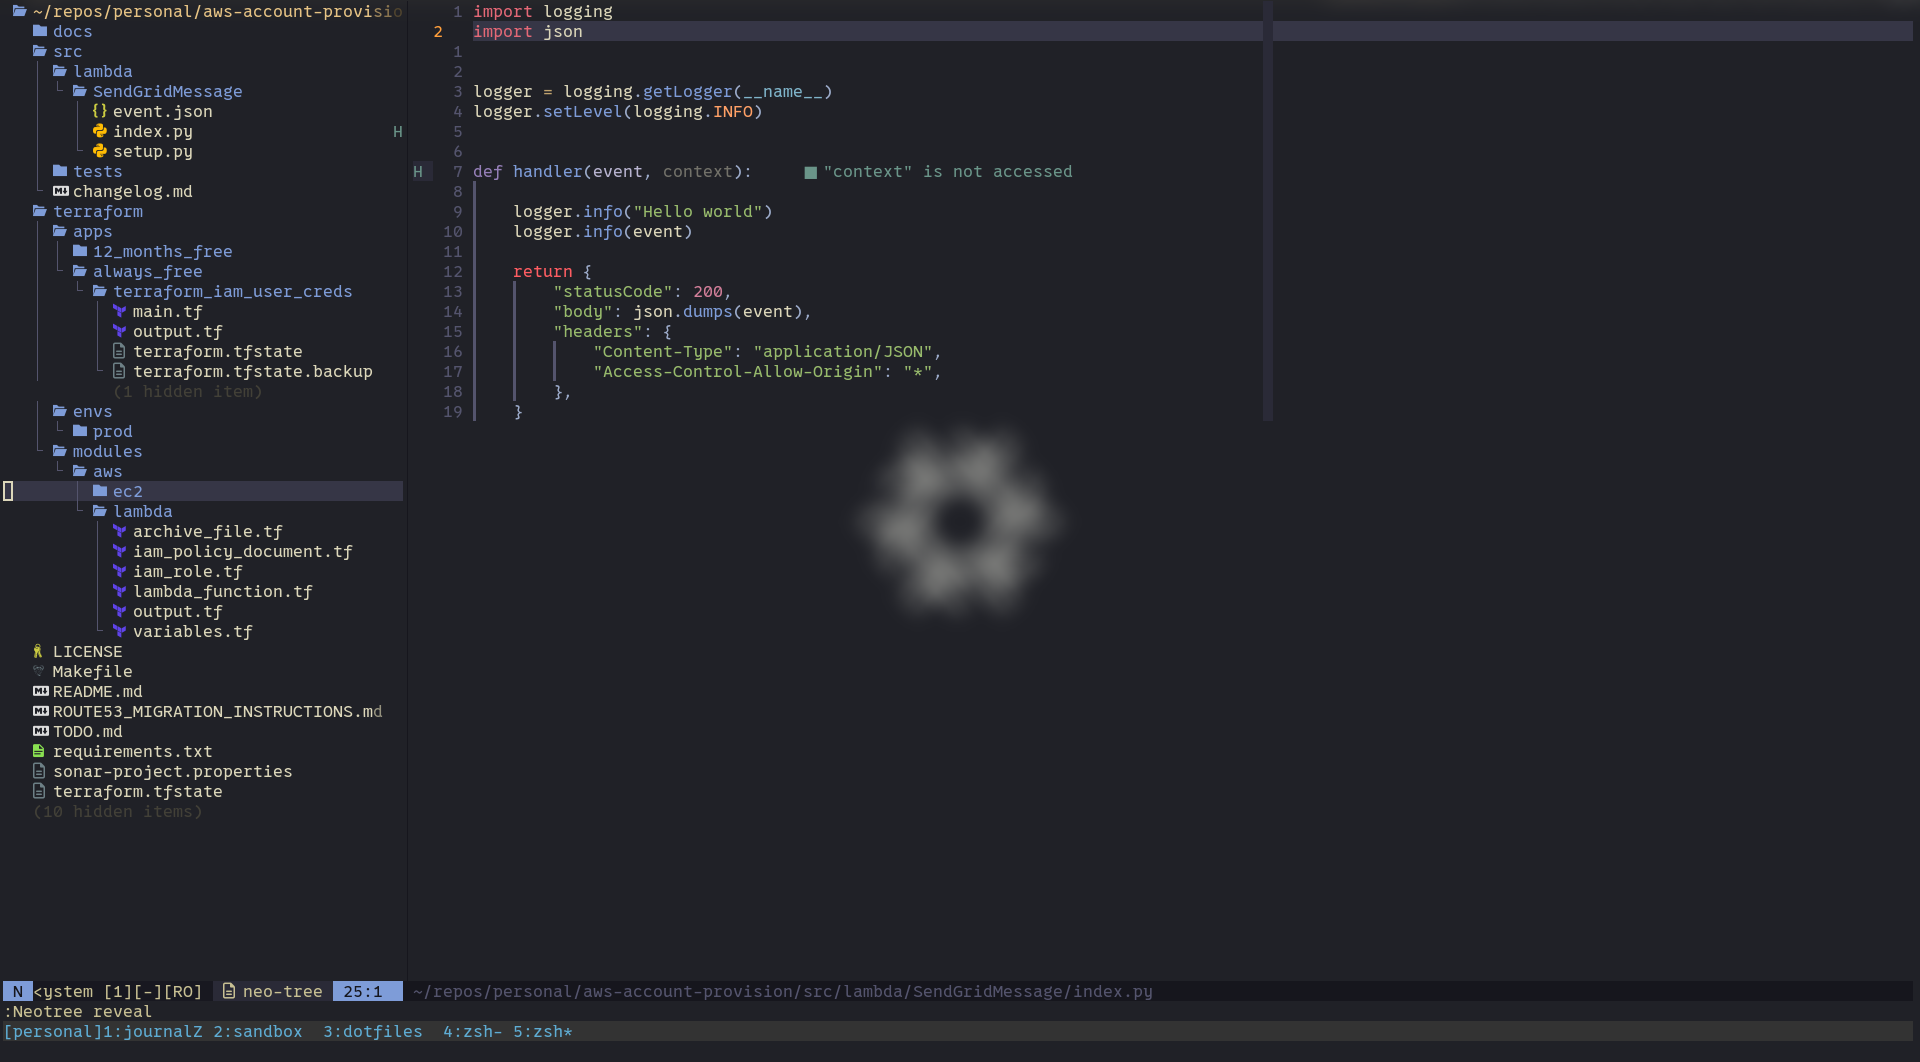 ~/repos/personal/aws-account-provisio
docs
src
lambda
SendGridMessage
event.json
index.py H
setup.py
tests
changelog.md
terraform
apps
12_months_free
always_free
terraform_iam_user_creds
main.tf
output.tf
terraform.tfstate
terraform.tfstate.backup
(1 hidden item)
envs
prod
modules
aws
ec2
lambda
archive_file.tf
iam_policy_document.tf
iam_role.tf
lambda_function.tf
output.tf
variables.tf
LICENSE
Makefile
README.md
ROUTE53_MIGRATION_INSTRUCTIONS.md
TODO.md
requirements.txt
sonar-project.properties
terraform.tfstate
(10 hidden items)
1 import logging
2 import json
1
2
3 logger = logging.getLogger(__name__)
4 logger.setLevel(logging.INFO)
5
6
H 7 def handler(event, context): ■ "context" is not accessed
8
9 logger.info("Hello world")
10 logger.info(event)
11
12 return {
13 "statusCode": 200,
14 "body": json.dumps(event),
15 "headers": {
16 "Content-Type": "application/JSON",
17 "Access-Control-Allow-Origin": "*",
18 },
19 }
N <ystem [1][-][RO] neo-tree 25:1 ~/repos/personal/aws-account-provision/src/lambda/SendGridMessage/index.py
:Neotree reveal
[personal]1:journalZ 2:sandbox 3:dotfiles 4:zsh- 5:zsh*